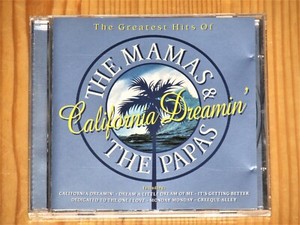 The Greatest Hits Of
THE MAMAS &
California Dreamin'
THE PAPAS
CALIFORNIA DREAMIN' • DREAM A LITTLE DREAM OF ME • IT'S GETTING BETTER
DEDICATED TO THE ONE I LOVE • MONDAY MONDAY • CREEQUE ALLEY